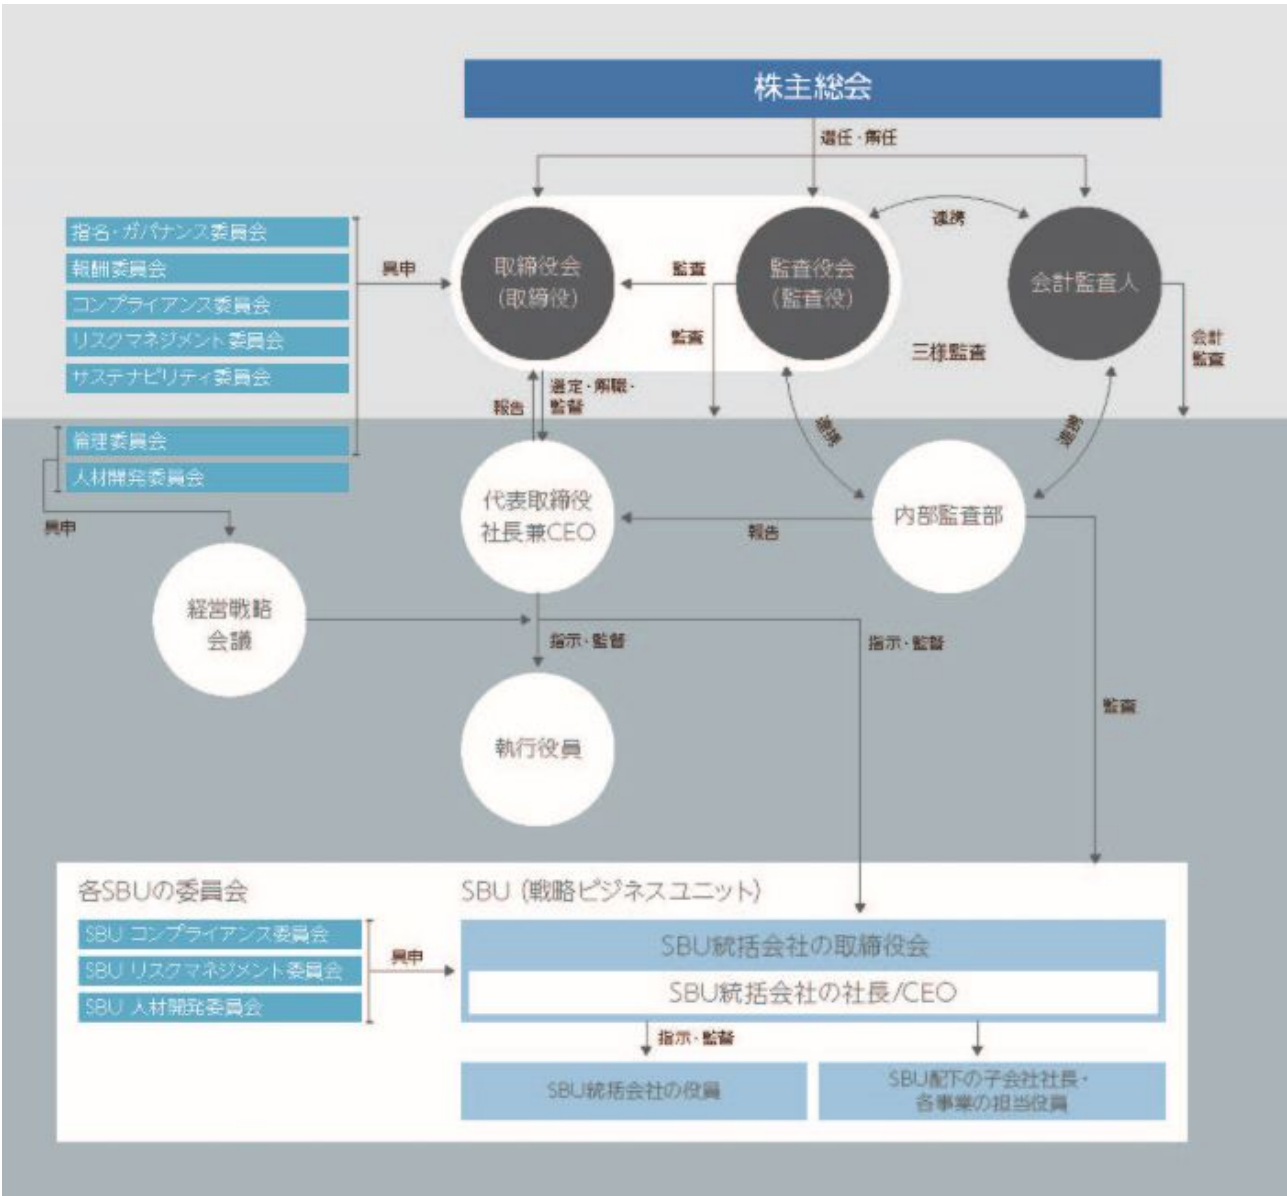 株主総会
選任・解任
指名・ガバナンス委員会
報酬委員会
コンプライアンス委員会
リスクマネジメント委員会
サステナビリティ委員会
具申
取締役会
(取締役)
監査
監査
監査役会
(監査役)
連携
会計監査人
三様監査
会計
監査
報告
選定・解職・
監督
連携
連携
倫理委員会
人材開発委員会
具申
代表取締役
社長兼CEO
報告
内部監査部
経営戦略
会議
指示・監督
指示・監督
監査
執行役員
各SBUの委員会
SBU コンプライアンス委員会
SBU リスクマネジメント委員会
SBU 人材開発委員会
具申
SBU (戦略ビジネスユニット)
SBU統括会社の取締役会
SBU統括会社の社長/CEO
指示・監督
SBU統括会社の役員
SBU配下の子会社社長・
各事業の担当役員